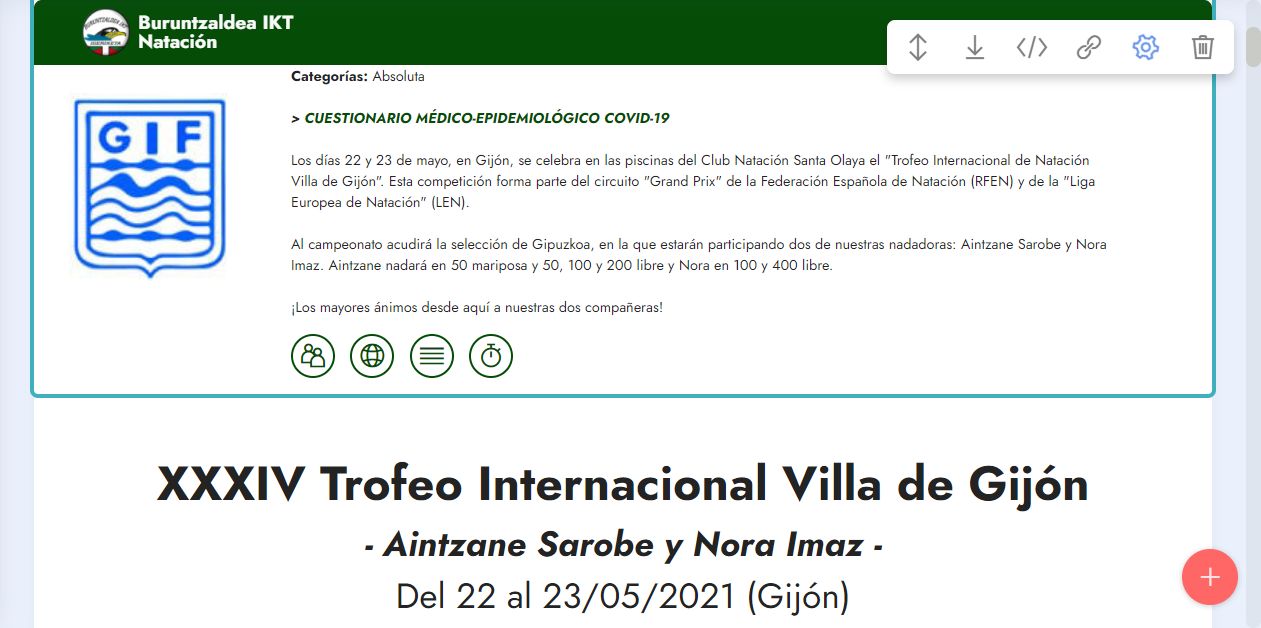 Buruntzaldea IKT
Natación
Categorías: Absoluta
GIF
> CUESTIONARIO MÉDICO-EPIDEMIOLÓGICO COVID-19
Los días 22 y 23 de mayo, en Gijón, se celebra en las piscinas del Club Natación Santa Olaya el "Trofeo Internacional de Natación
Villa de Gijón". Esta competición forma parte del circuito "Grand Prix" de la Federación Española de Natación (RFEN) y de la "Liga
Europea de Natación" (LEN).
Al campeonato acudirá la selección de Gipuzkoa, en la que estarán participando dos de nuestras nadadoras: Aintzane Sarobe y Nora
Imaz. Aintzane nadará en 50 mariposa y 50, 100 y 200 libre y Nora en 100 y 400 libre.
¡Los mayores ánimos desde aquí a nuestras dos compañeras!
XXXIV Trofeo Internacional Villa de Gijón
- Aintzane Sarobe y Nora Imaz -
Del 22 al 23/05/2021 (Gijón)